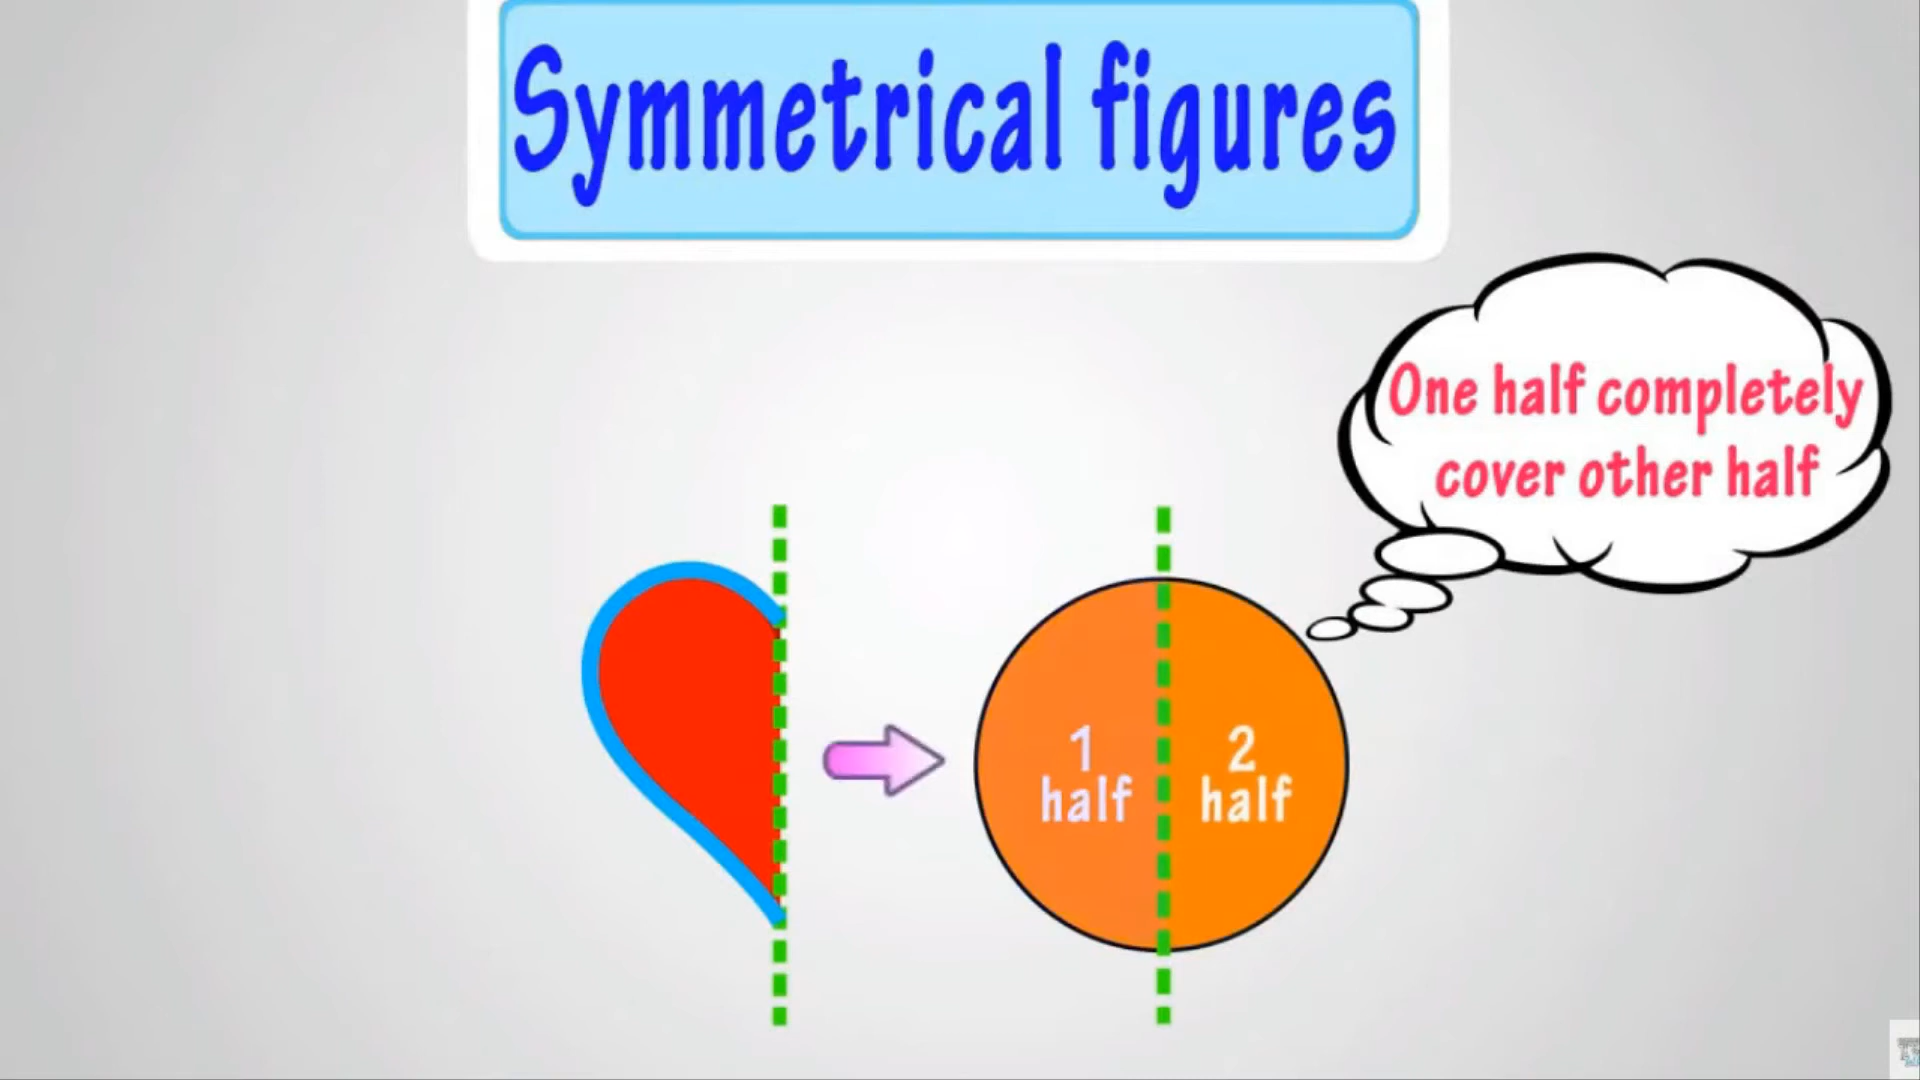 Symmetrical figures
One half completely
cover other half
1
half
2
half